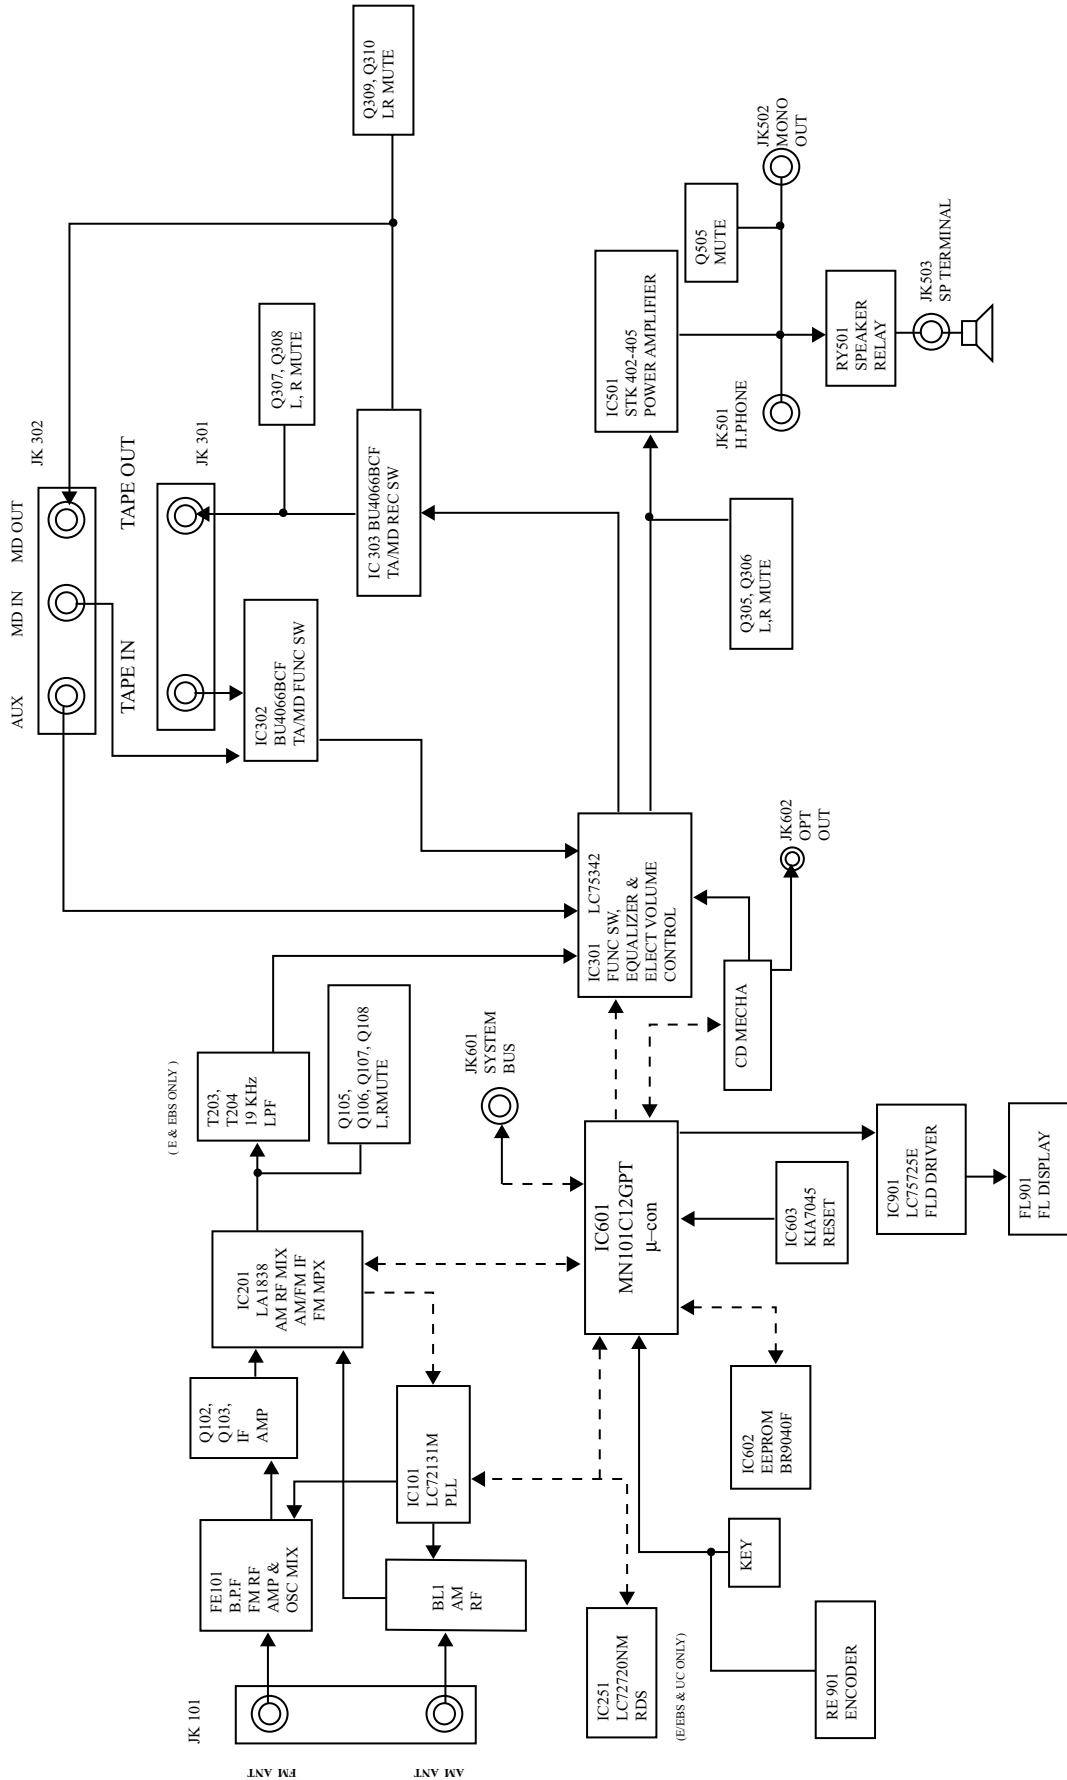 JK 101
FM ANT
AM ANT
FE101
B.P.F
FM RF
AMP &
OSC MIX
BL1
AM
RF
Q102,
Q103,
IF
AMP
IC101
LC72131M
PLL
IC201
LA1838
AM RF MIX
AM/FM IF
FM MPX
( E & EBS ONLY )
T203,
T204
19 KHz
LPF
Q105,
Q106, Q107, Q108
L,RMUTE
IC251
LC72720NM
RDS
(E/EBS & UC ONLY)
KEY
RE 901
ENCODER
IC602
EEPROM
BR9040F
IC601
MN101C12GPT
μ-con
IC603
KIA7045
RESET
IC901
LC75725E
FLD DRIVER
FL901
FL DISPLAY
JK601
SYSTEM
BUS
CD MECHA
JK602
OPT
OUT
IC301 LC75342
FUNC SW,
EQUALIZER &
ELECT VOLUME
CONTROL
AUX
MD IN
MD OUT
JK 302
TAPE IN
TAPE OUT
JK 301
IC302
BU4066BCF
TA/MD FUNC SW
IC 303 BU4066BCF
TA/MD REC SW
Q307, Q308
L, R MUTE
Q309, Q310
LR MUTE
Q305, Q306
L,R MUTE
IC501
STK 402-405
POWER AMPLIFIER
Q505
MUTE
JK501
H.PHONE
JK502
MONO
OUT
RY501
SPEAKER
RELAY
JK503
SP TERMINAL